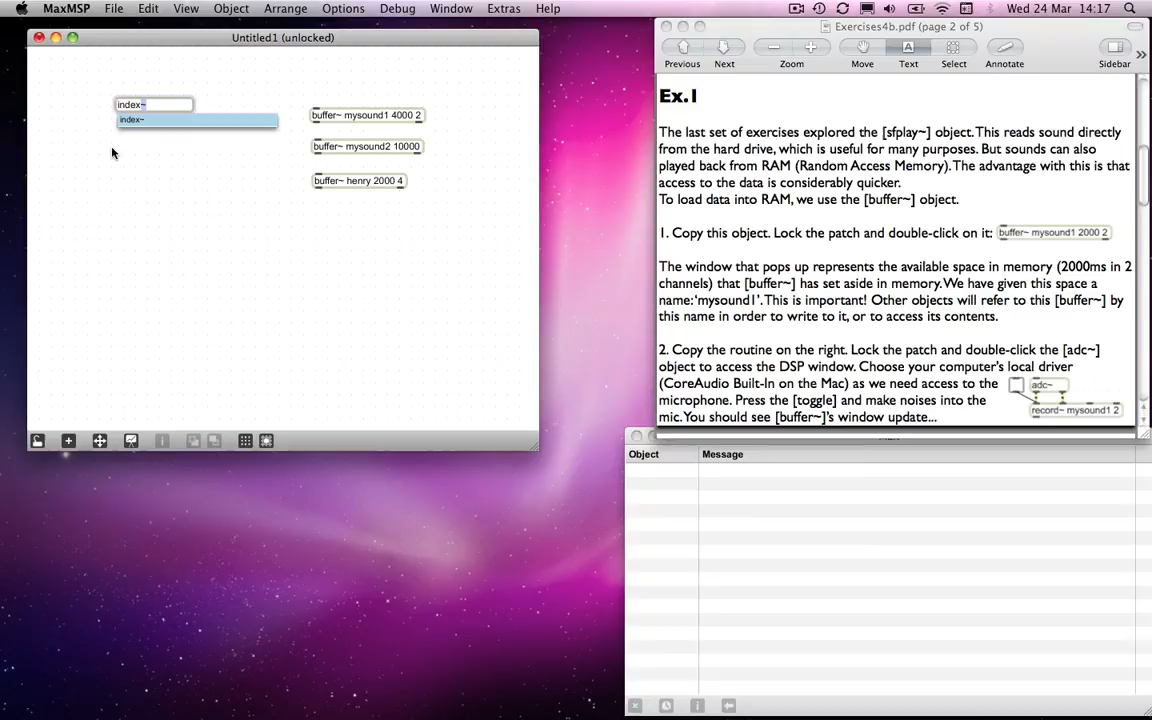 MaxMSP File Edit View Object Arrange Options Debug Window Extras Help
Wed 24 Mar 14:17
Untitled1 (unlocked)
index~
index~
buffer~ mysound1 4000 2
buffer~ mysound2 10000
buffer~ henry 2000 4
Exercises4b.pdf (page 2 of 5)
Previous Next Zoom Move Text Select Annotate Sidebar
Ex.1
The last set of exercises explored the [sfplay~] object. This reads sound directly
from the hard drive, which is useful for many purposes. But sounds can also
played back from RAM (Random Access Memory). The advantage with this is that
access to the data is considerably quicker.
To load data into RAM, we use the [buffer~] object.
1. Copy this object. Lock the patch and double-click on it: buffer~ mysound1 2000 2
The window that pops up represents the available space in memory (2000ms in 2
channels) that [buffer~] has set aside in memory. We have given this space a
name: ‘mysound1’. This is important! Other objects will refer to this [buffer~] by
this name in order to write to it, or to access its contents.
2. Copy the routine on the right. Lock the patch and double-click the [adc~]
object to access the DSP window. Choose your computer's local driver
(CoreAudio Built-In on the Mac) as we need access to the
microphone. Press the [toggle] and make noises into the
mic. You should see [buffer~]'s window update...
adc~
record~ mysound1 2
Object Message